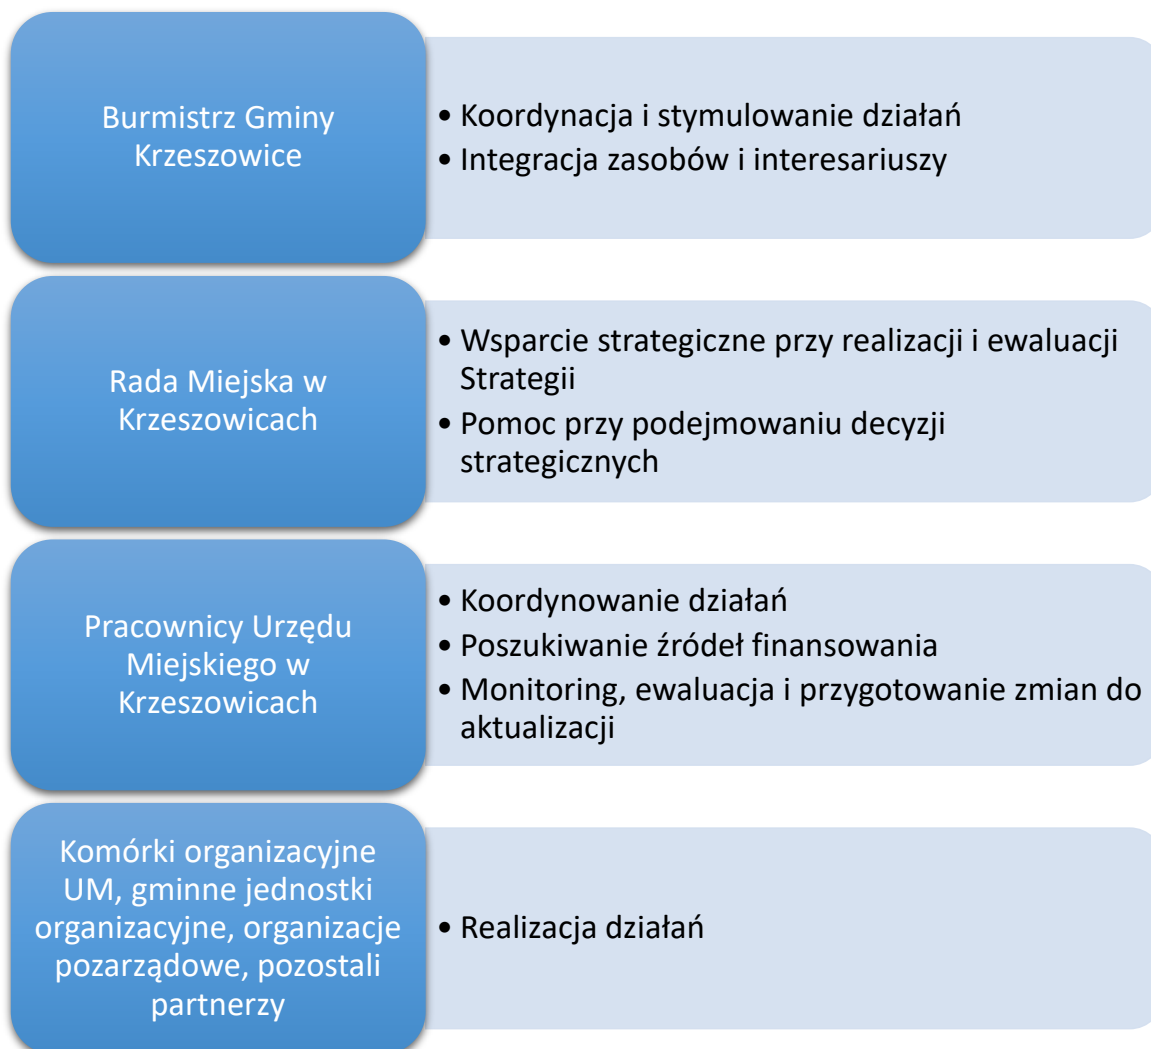 Burmistrz Gminy
Krzeszowice
• Koordynacja i stymulowanie działań
• Integracja zasobów i interesariuszy
Rada Miejska w
Krzeszowicach
• Wsparcie strategiczne przy realizacji i ewaluacji
Strategii
• Pomoc przy podejmowaniu decyzji
strategicznych
Pracownicy Urzędu
Miejskiego w
Krzeszowicach
• Koordynowanie działań
• Poszukiwanie źródeł finansowania
• Monitoring, ewaluacja i przygotowanie zmian do
aktualizacji
Komórki organizacyjne
UM, gminne jednostki
organizacyjne, organizacje
pozarządowe, pozostali
partnerzy
• Realizacja działań